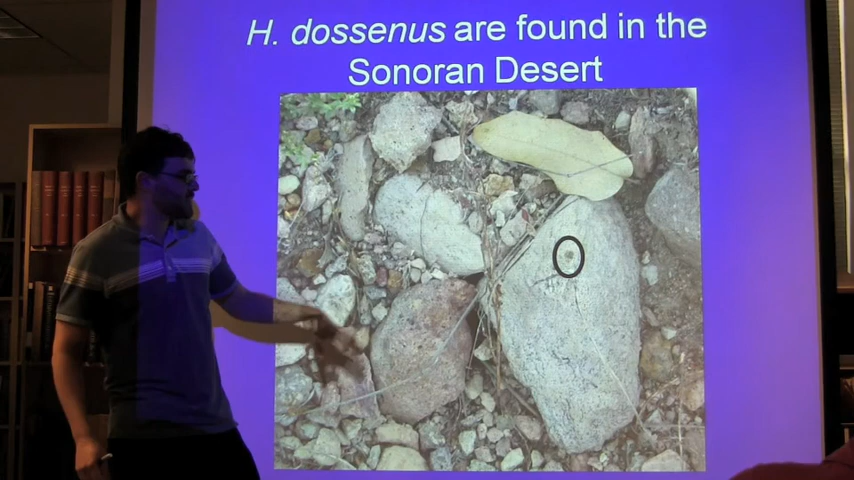 H. dossenus are found in the
Sonoran Desert